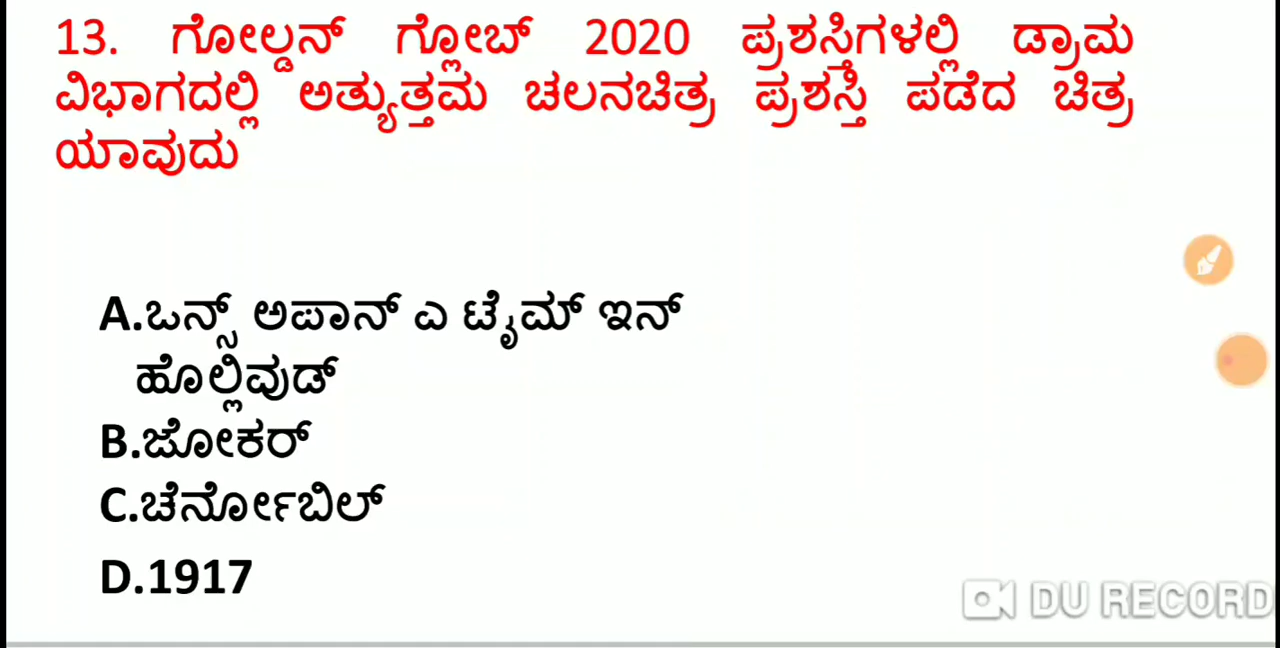 13. ಗೋಲ್ಡನ್ ಗ್ಲೋಬ್ 2020 ಪ್ರಶಸ್ತಿಗಳಲ್ಲಿ ಡ್ರಾಮ
ವಿಭಾಗದಲ್ಲಿ ಅತ್ಯುತ್ತಮ ಚಲನಚಿತ್ರ ಪ್ರಶಸ್ತಿ ಪಡೆದ ಚಿತ್ರ
ಯಾವುದು
A.ಒನ್ಸ್ ಅಪಾನ್ ಎ ಟೈಮ್ ಇನ್
ಹೊಲ್ಲಿವುಡ್
B.ಜೋಕರ್
C.ಚೆರ್ನೋಬಿಲ್
D.1917
DU RECORD